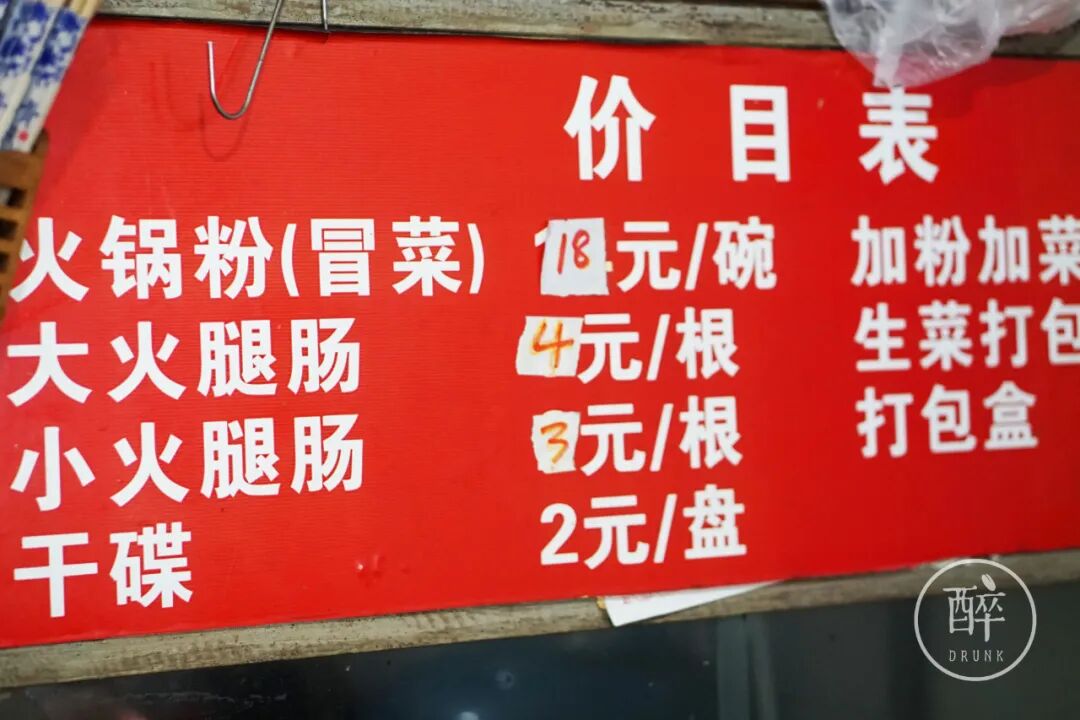 价目表
火锅粉(冒菜) 18元/碗 加粉加菜
大火腿肠 4元/根 生菜打包
小火腿肠 3元/根 打包盒
干碟 2元/盘
醉
DRUNK